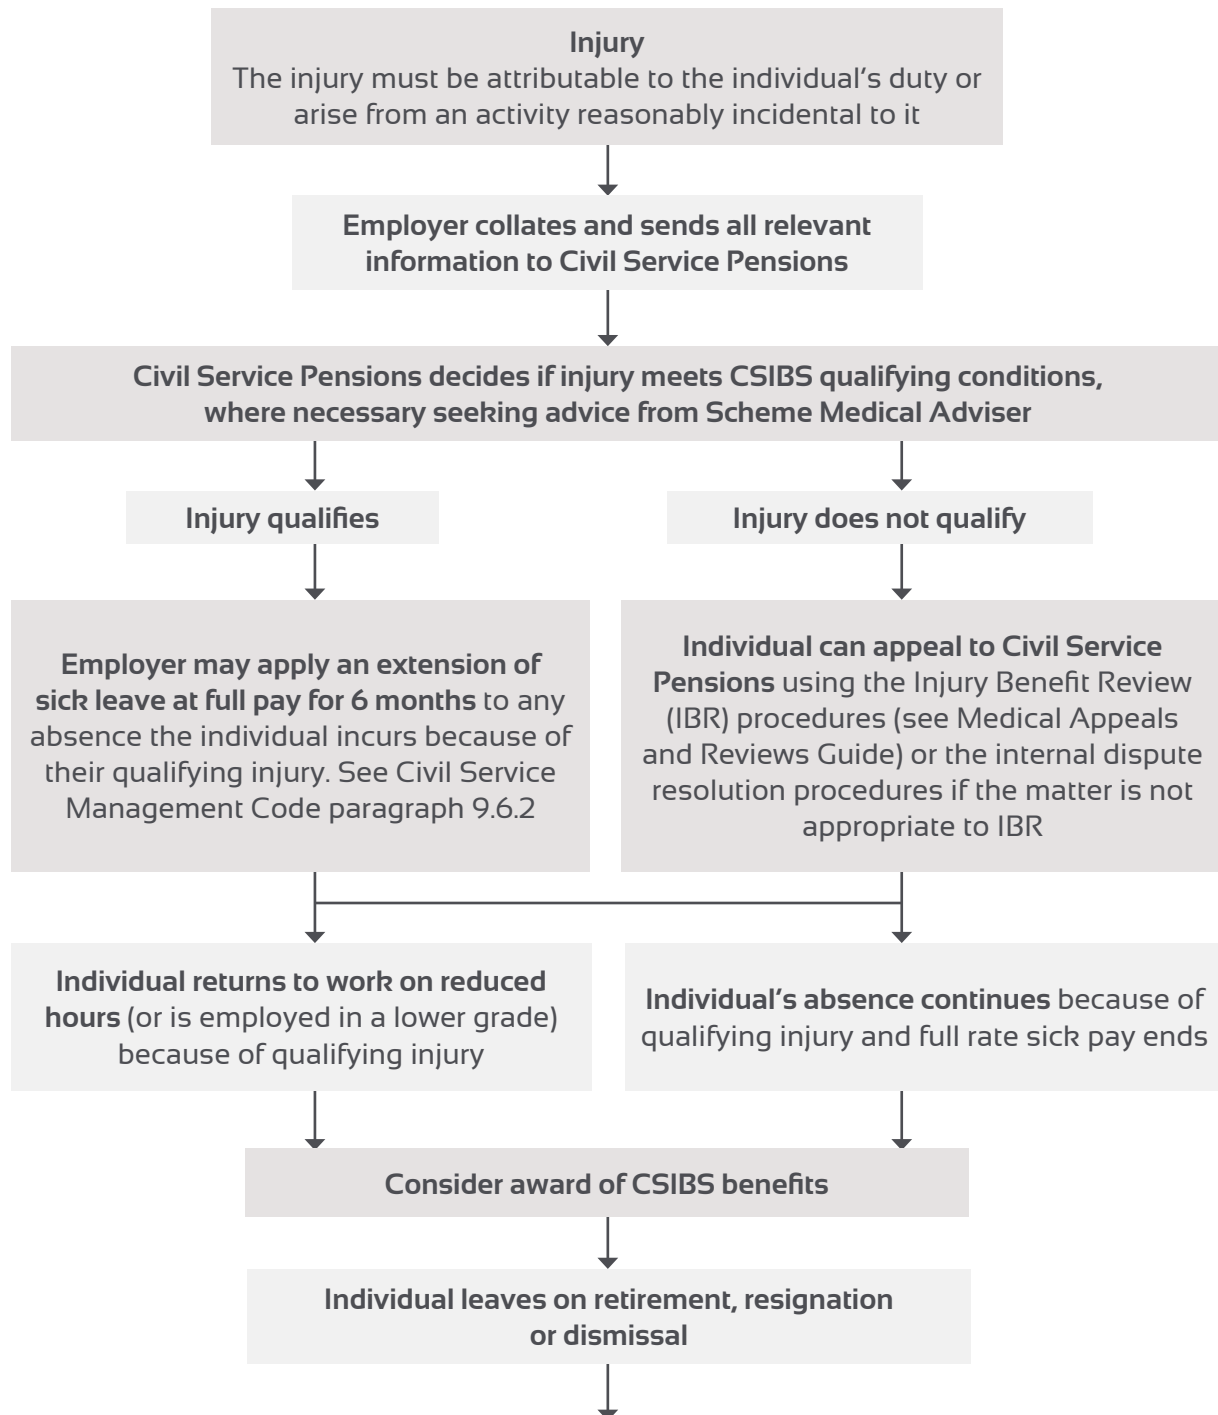 Injury
The injury must be attributable to the individual's duty or
arise from an activity reasonably incidental to it
Employer collates and sends all relevant
information to Civil Service Pensions
Civil Service Pensions decides if injury meets CSIBS qualifying conditions,
where necessary seeking advice from Scheme Medical Adviser
Injury qualifies
Injury does not qualify
Employer may apply an extension of
sick leave at full pay for 6 months to any
absence the individual incurs because of
their qualifying injury. See Civil Service
Management Code paragraph 9.6.2
Individual can appeal to Civil Service
Pensions using the Injury Benefit Review
(IBR) procedures (see Medical Appeals
and Reviews Guide) or the internal dispute
resolution procedures if the matter is not
appropriate to IBR
Individual returns to work on reduced
hours (or is employed in a lower grade)
because of qualifying injury
Individual's absence continues because of
qualifying injury and full rate sick pay ends
Consider award of CSIBS benefits
Individual leaves on retirement, resignation
or dismissal